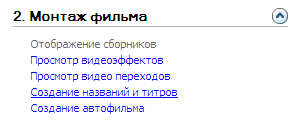 2. Монтаж фильма
Отображение сборников
Просмотр видеоэффектов
Просмотр видео переходов
Создание названий и титров
Создание автофильма